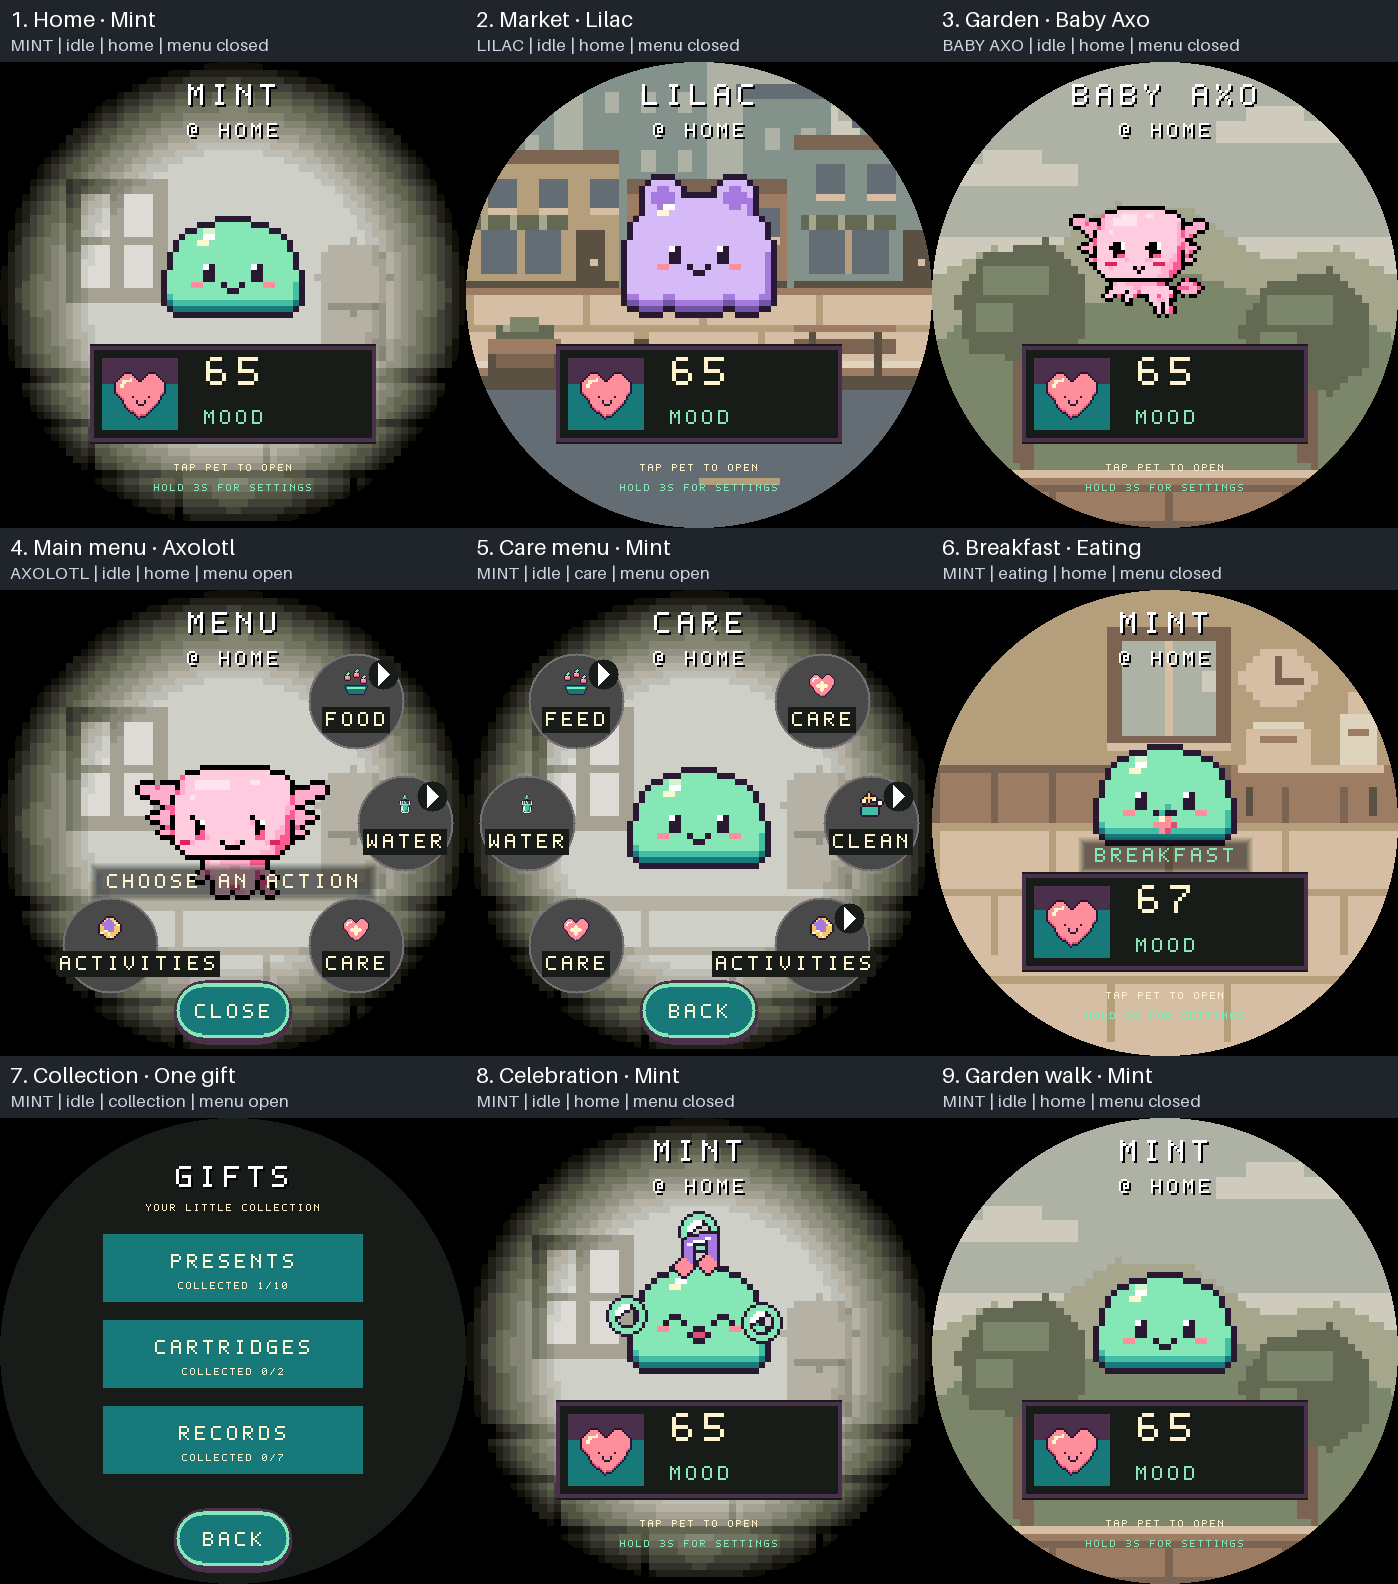 1. Home · Mint
MINT | idle | home | menu closed
MINT
@ HOME
65
MOOD
TAP PET TO OPEN
HOLD 3S FOR SETTINGS
2. Market · Lilac
LILAC | idle | home | menu closed
LILAC
@ HOME
65
MOOD
TAP PET TO OPEN
HOLD 3S FOR SETTINGS
3. Garden · Baby Axo
BABY AXO | idle | home | menu closed
BABY AXO
@ HOME
65
MOOD
TAP PET TO OPEN
HOLD 3S FOR SETTINGS
4. Main menu · Axolotl
AXOLOTL | idle | home | menu open
MENU
@ HOME
FOOD
WATER
CHOOSE AN ACTION
ACTIVITIES
CARE
CLOSE
5. Care menu · Mint
MINT | idle | care | menu open
CARE
@ HOME
FEED
CARE
WATER
CLEAN
CARE
ACTIVITIES
BACK
6. Breakfast · Eating
MINT | eating | home | menu closed
MINT
@ HOME
BREAKFAST
67
MOOD
TAP PET TO OPEN
HOLD 3S FOR SETTINGS
7. Collection · One gift
MINT | idle | collection | menu open
GIFTS
YOUR LITTLE COLLECTION
PRESENTS
COLLECTED 1/10
CARTRIDGES
COLLECTED 0/2
RECORDS
COLLECTED 0/7
BACK
8. Celebration · Mint
MINT | idle | home | menu closed
MINT
@ HOME
65
MOOD
TAP PET TO OPEN
HOLD 3S FOR SETTINGS
9. Garden walk · Mint
MINT | idle | home | menu closed
MINT
@ HOME
65
MOOD
TAP PET TO OPEN
HOLD 3S FOR SETTINGS